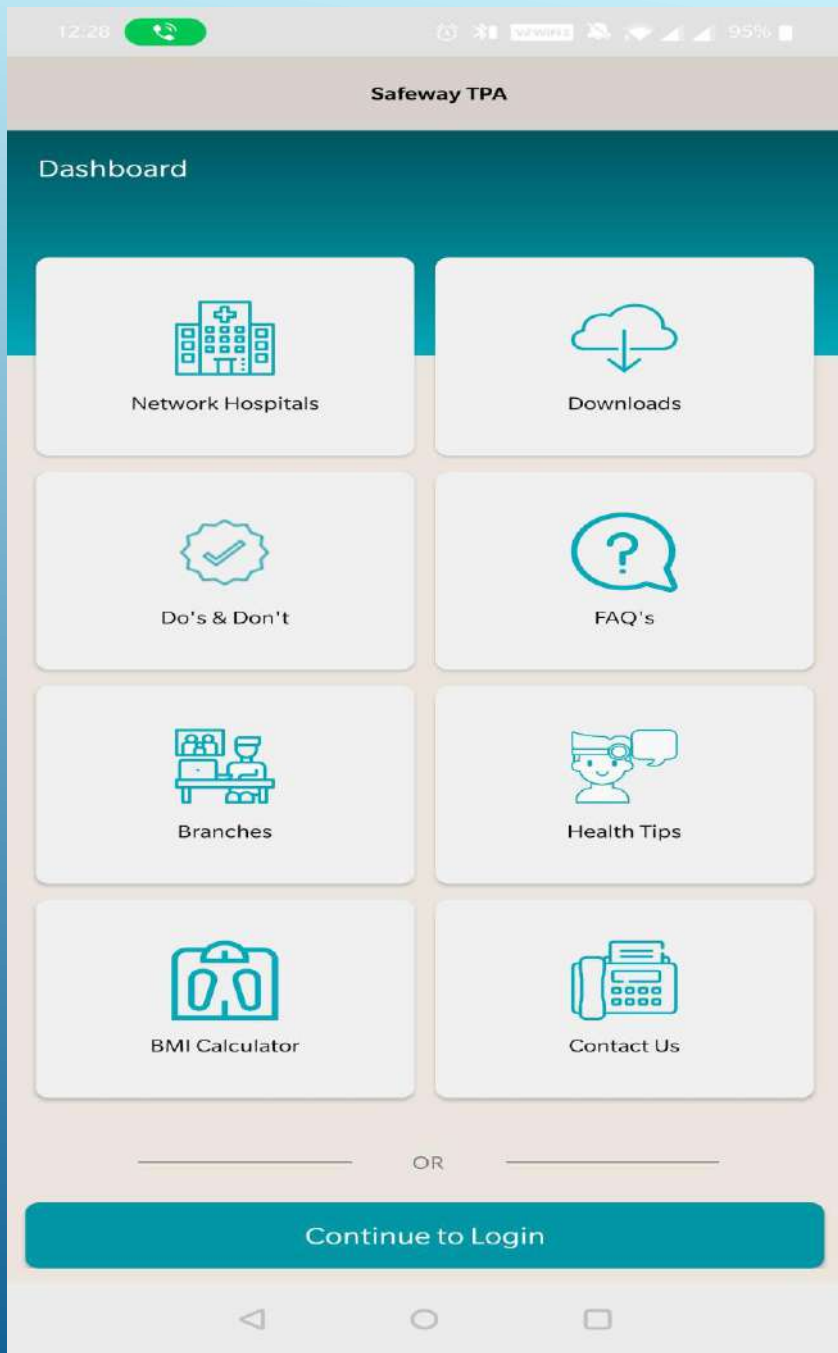 12:28 95%
Safeway TPA
Dashboard
Network Hospitals
Downloads
Do's & Don't
FAQ's
Branches
Health Tips
BMI Calculator
Contact Us
OR
Continue to Login